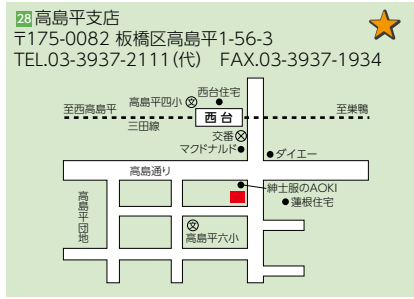 28 高島平支店
〒175-0082 板橋区高島平1-56-3
TEL.03-3937-2111(代) FAX.03-3937-1934
西台住宅
高島平四小 文
至西高島平
西台
至巣鴨
三田線
交番
マクドナルド
ダイエー
高島通り
紳士服のAOKI
蓮根住宅
高島平団地
文
高島平六小